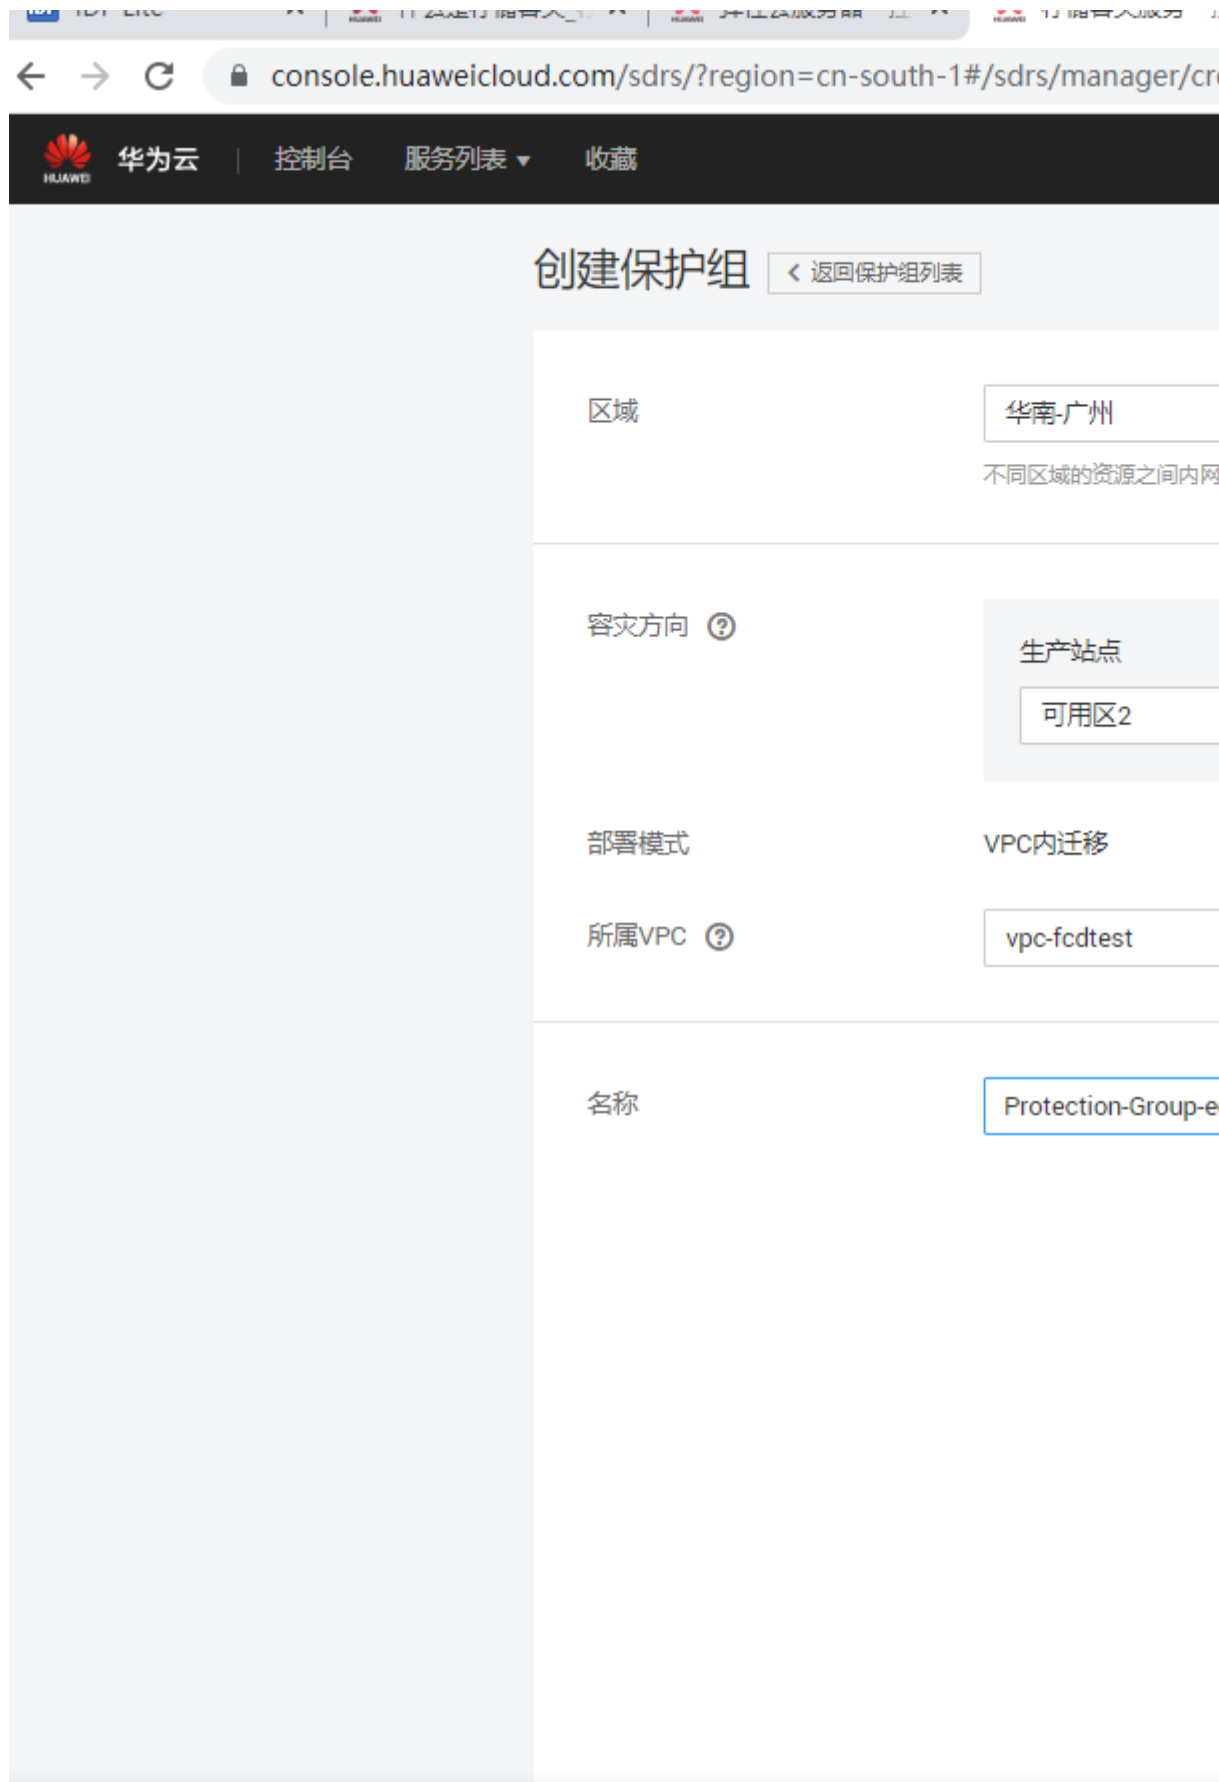 console.huaweicloud.com/sdrs/?region=cn-south-1#/sdrs/manager/cr
HUAWEI 华为云 控制台 服务列表 收藏
创建保护组 返回保护组列表
区域 华南-广州
不同区域的资源之间内网
容灾方向 生产站点
可用区2
部署模式 VPC内迁移
所属VPC vpc-fcdtest
名称 Protection-Group-e